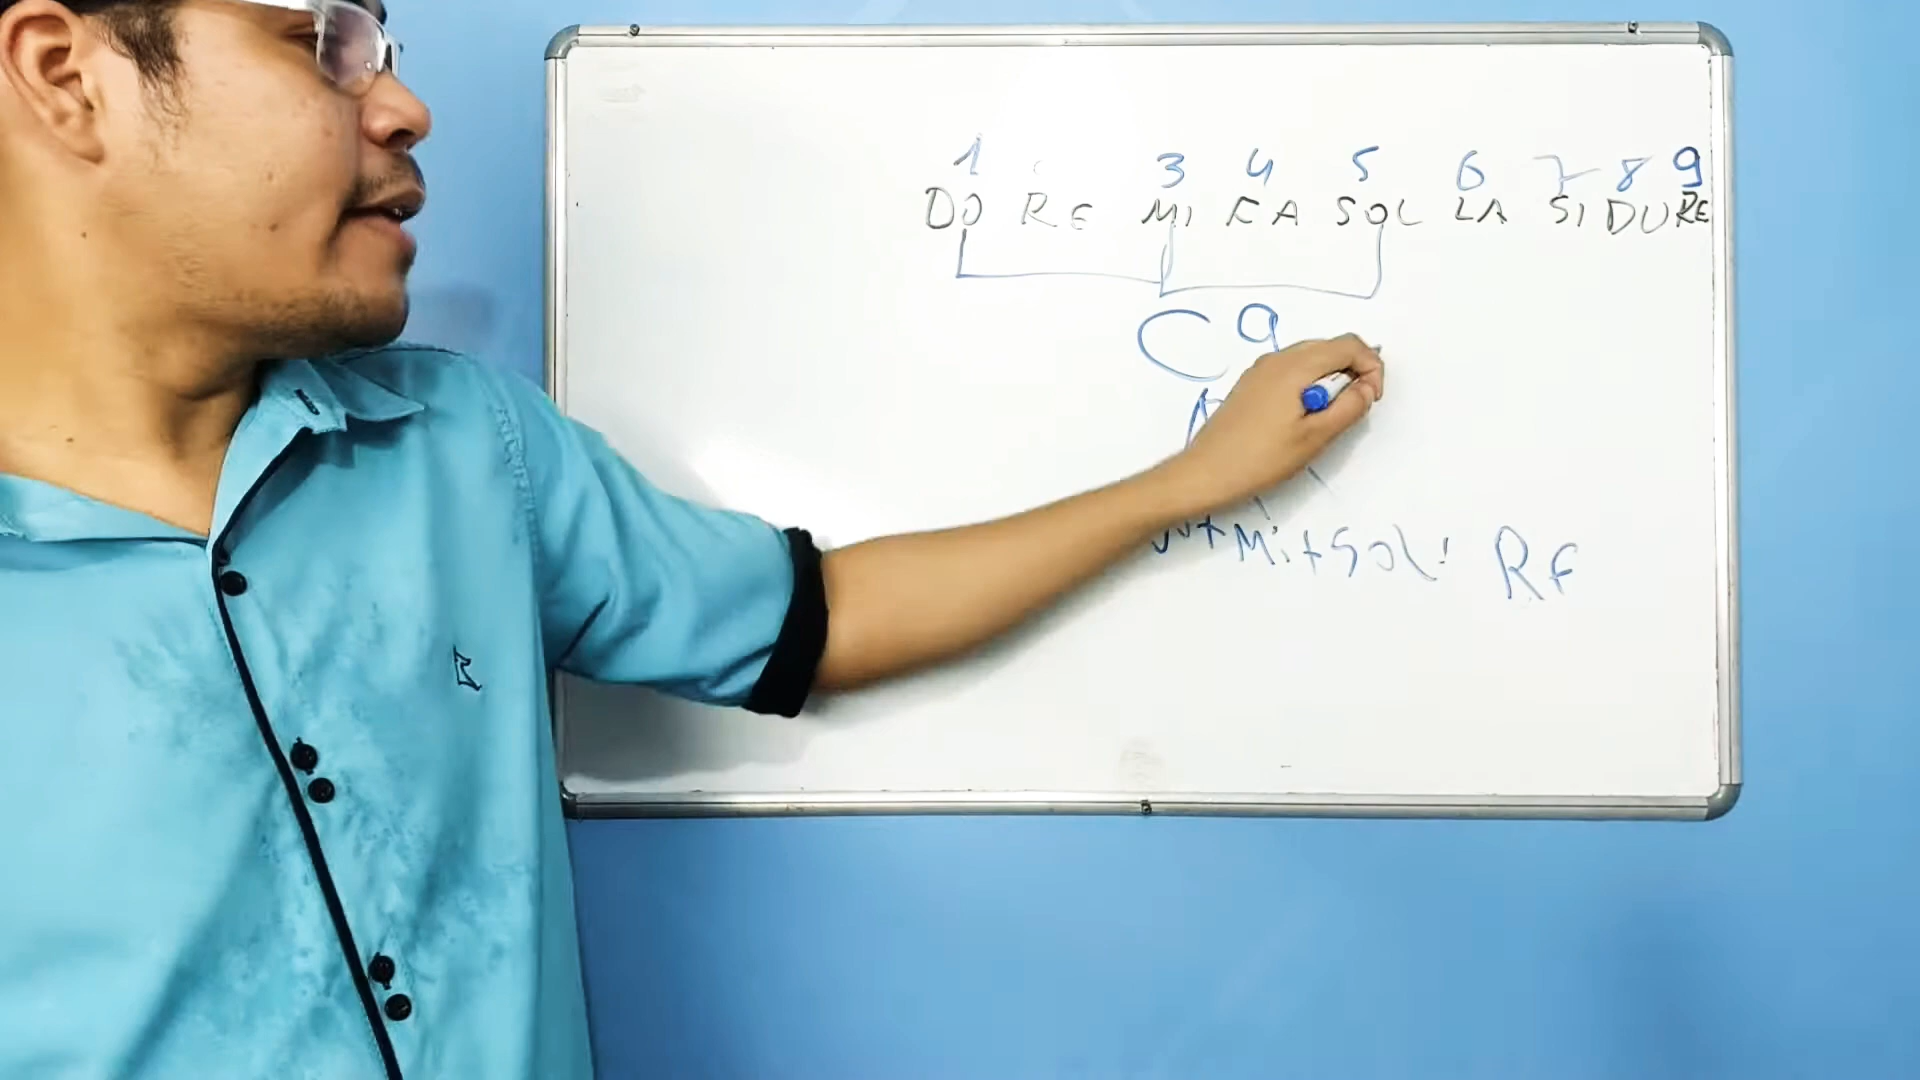 1 3 4 5 6 7 8 9
DO RE MI FA SOL LA SI DO RE
C9
Mi+SOL RE